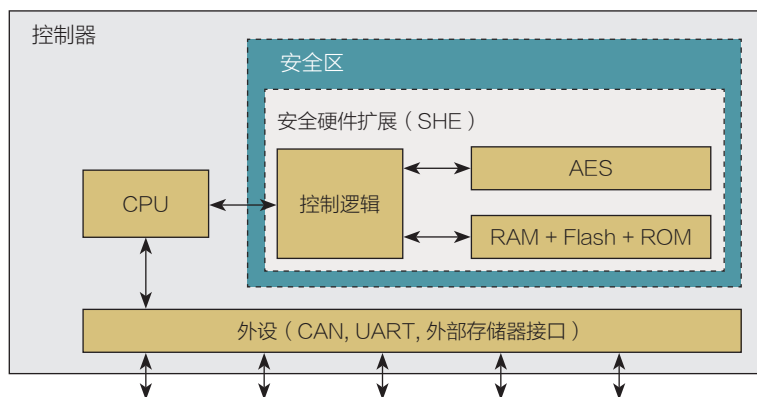 控制器
安全区
安全硬件扩展（SHE）
CPU
控制逻辑
AES
RAM + Flash + ROM
外设（CAN, UART, 外部存储器接口）